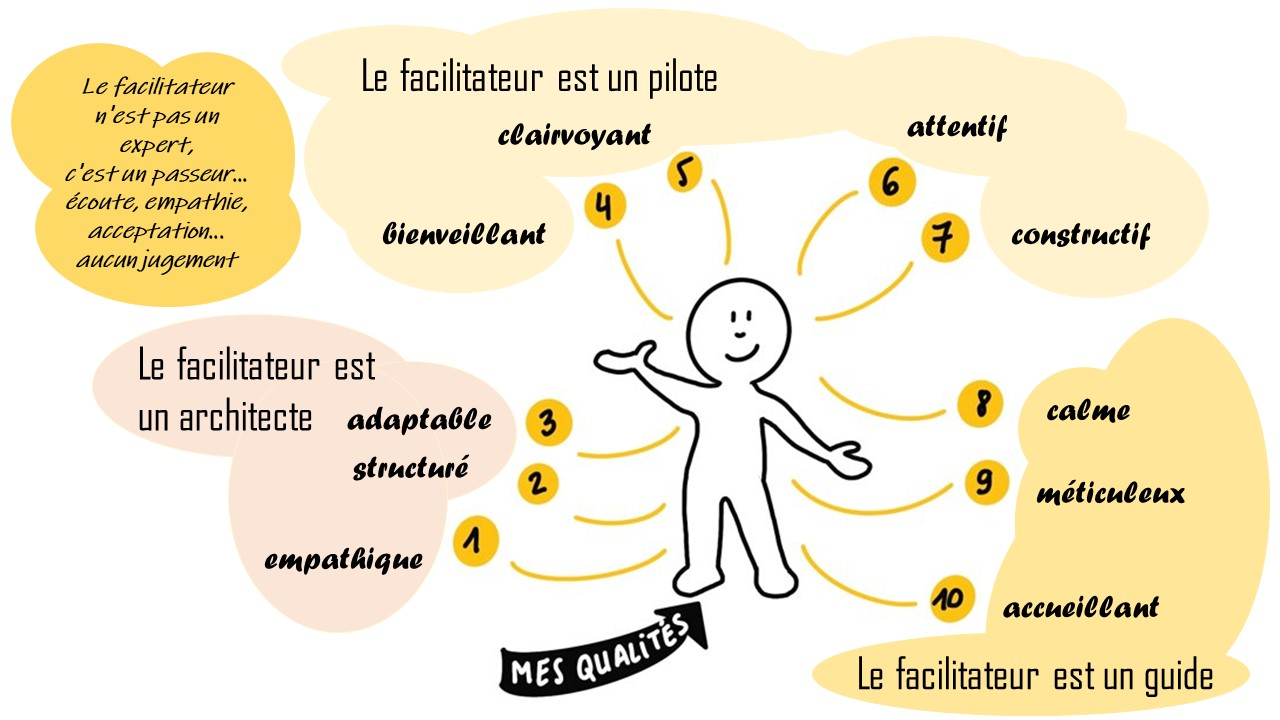 Le facilitateur
n'est pas un
expert,
c'est un passeur...
écoute, empathie,
acceptation...
aucun jugement
Le facilitateur est un pilote
clairvoyant
5
4
bienveillant
attentif
6
7
constructif
Le facilitateur est
un architecte
adaptable
3
structuré
2
empathique
1
8
calme
9
méticuleux
10
accueillant
Le facilitateur est un guide
MES QUALITÉS